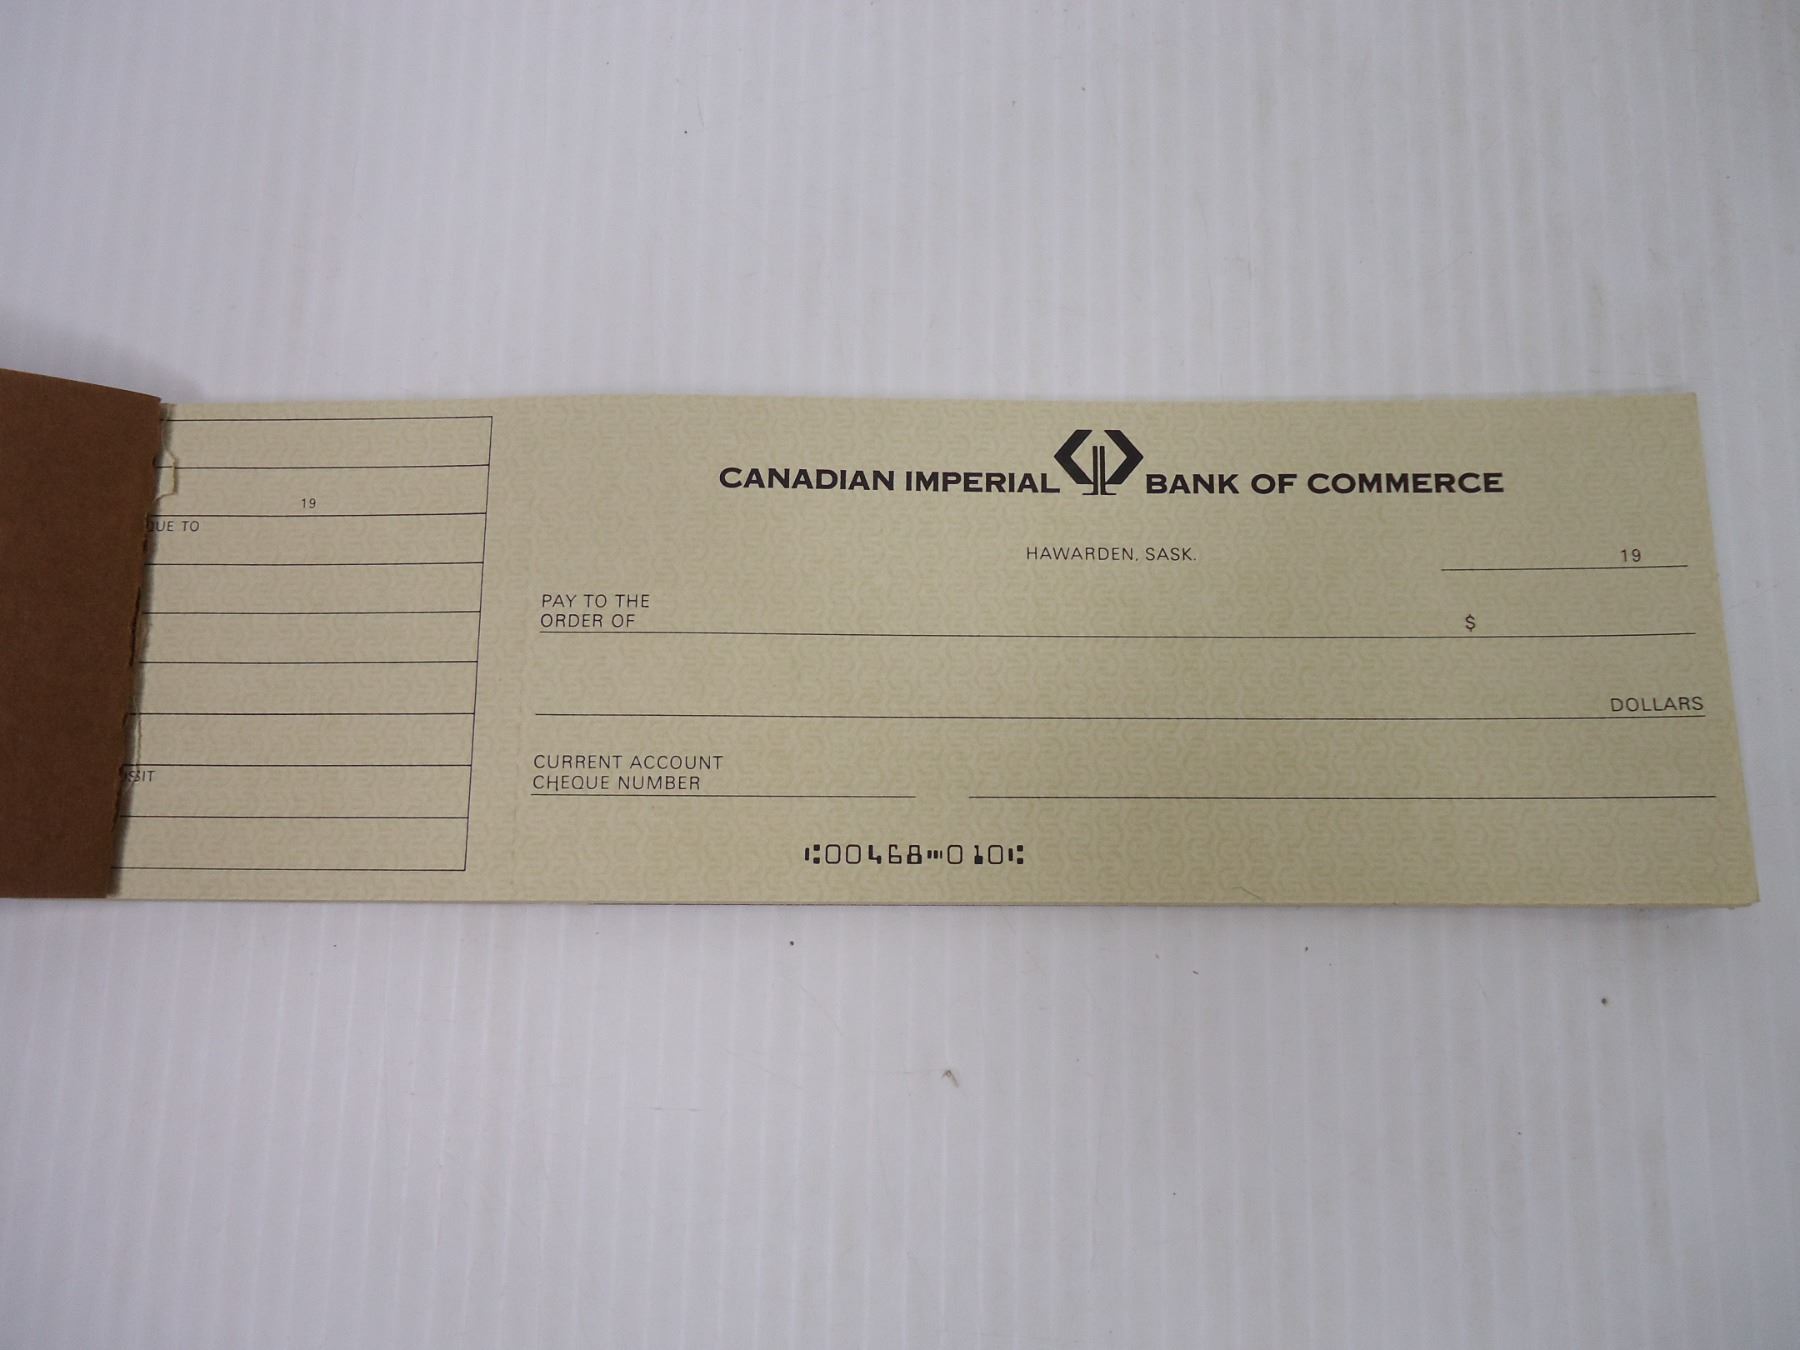 19
QUE TO
SIT
CANADIAN IMPERIAL BANK OF COMMERCE
HAWARDEN, SASK.
19
PAY TO THE
ORDER OF
$
DOLLARS
CURRENT ACCOUNT
CHEQUE NUMBER
⑆00468⑉010⑆